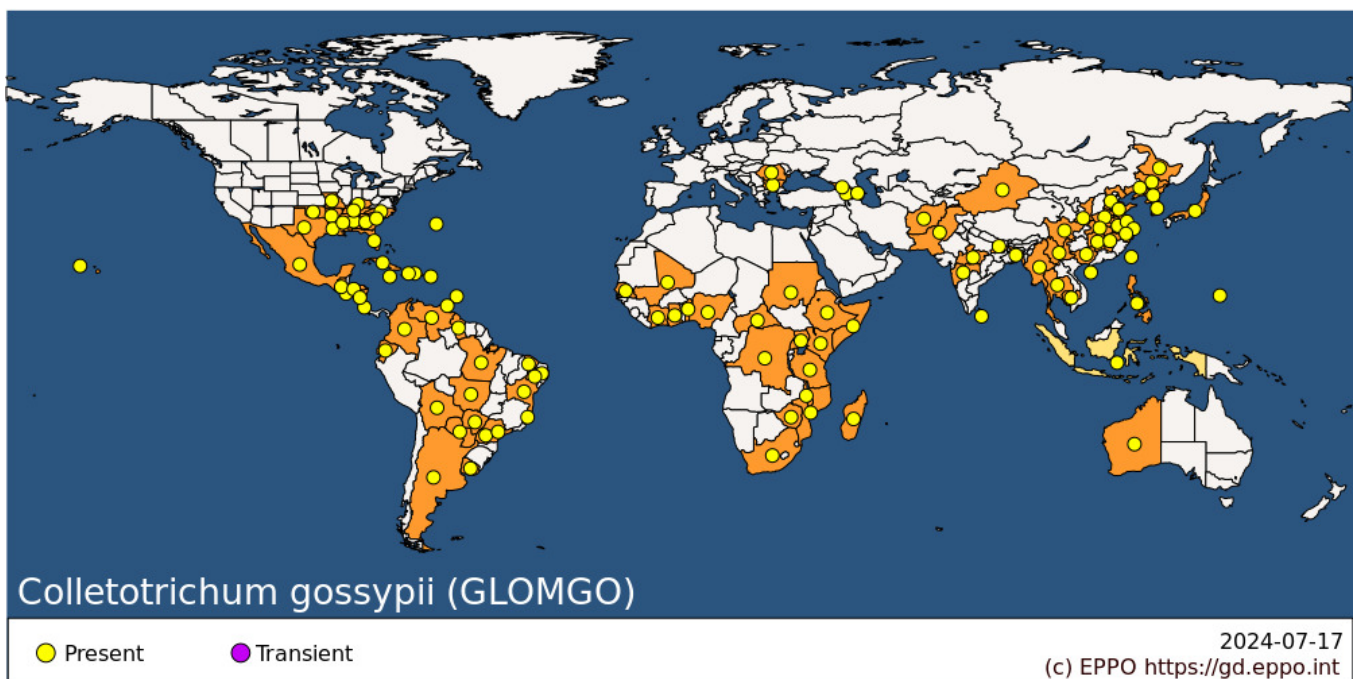 Colletotrichum gossypii (GLOMGO)
Present
Transient
2024-07-17
(c) EPPO https://gd.eppo.int